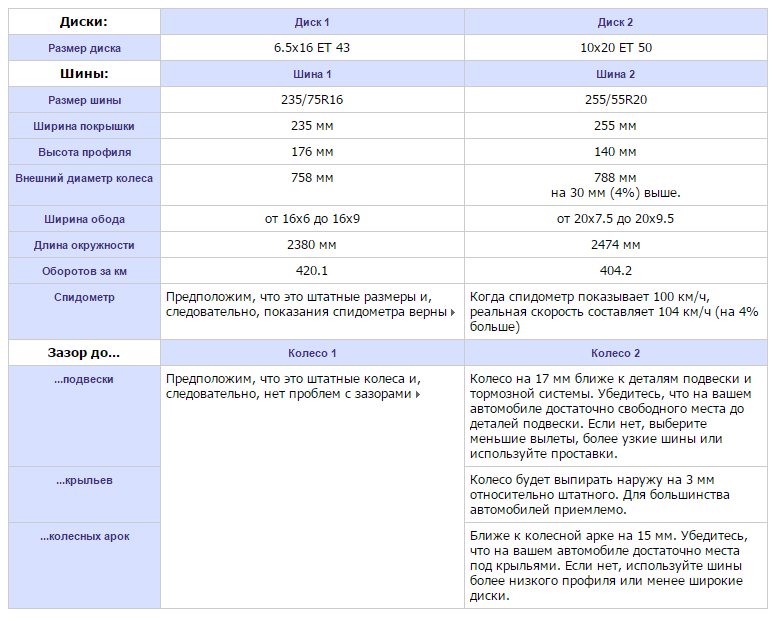 Диски:
Диск 1
Диск 2
Размер диска
6.5x16 ET 43
10x20 ET 50
Шины:
Шина 1
Шина 2
Размер шины
235/75R16
255/55R20
Ширина покрышки
235 мм
255 мм
Высота профиля
176 мм
140 мм
Внешний диаметр колеса
758 мм
788 мм
на 30 мм (4%) выше.
Ширина обода
от 16x6 до 16x9
от 20x7.5 до 20x9.5
Длина окружности
2380 мм
2474 мм
Оборотов за км
420.1
404.2
Спидометр
Предположим, что это штатные размеры и,
следовательно, показания спидометра верны
Когда спидометр показывает 100 км/ч,
реальная скорость составляет 104 км/ч (на 4%
больше)
Зазор до...
Колесо 1
Колесо 2
...подвески
Предположим, что это штатные колеса и,
следовательно, нет проблем с зазорами
Колесо на 17 мм ближе к деталям подвески и
тормозной системы. Убедитесь, что на вашем
автомобиле достаточно свободного места до
деталей подвески. Если нет, выберите
меньшие вылеты, более узкие шины или
используйте проставки.
...крыльев
Колесо будет выпирать наружу на 3 мм
относительно штатного. Для большинства
автомобилей приемлемо.
...колесных арок
Ближе к колесной арке на 15 мм. Убедитесь,
что на вашем автомобиле достаточно места
под крыльями. Если нет, используйте шины
более низкого профиля или менее широкие
диски.